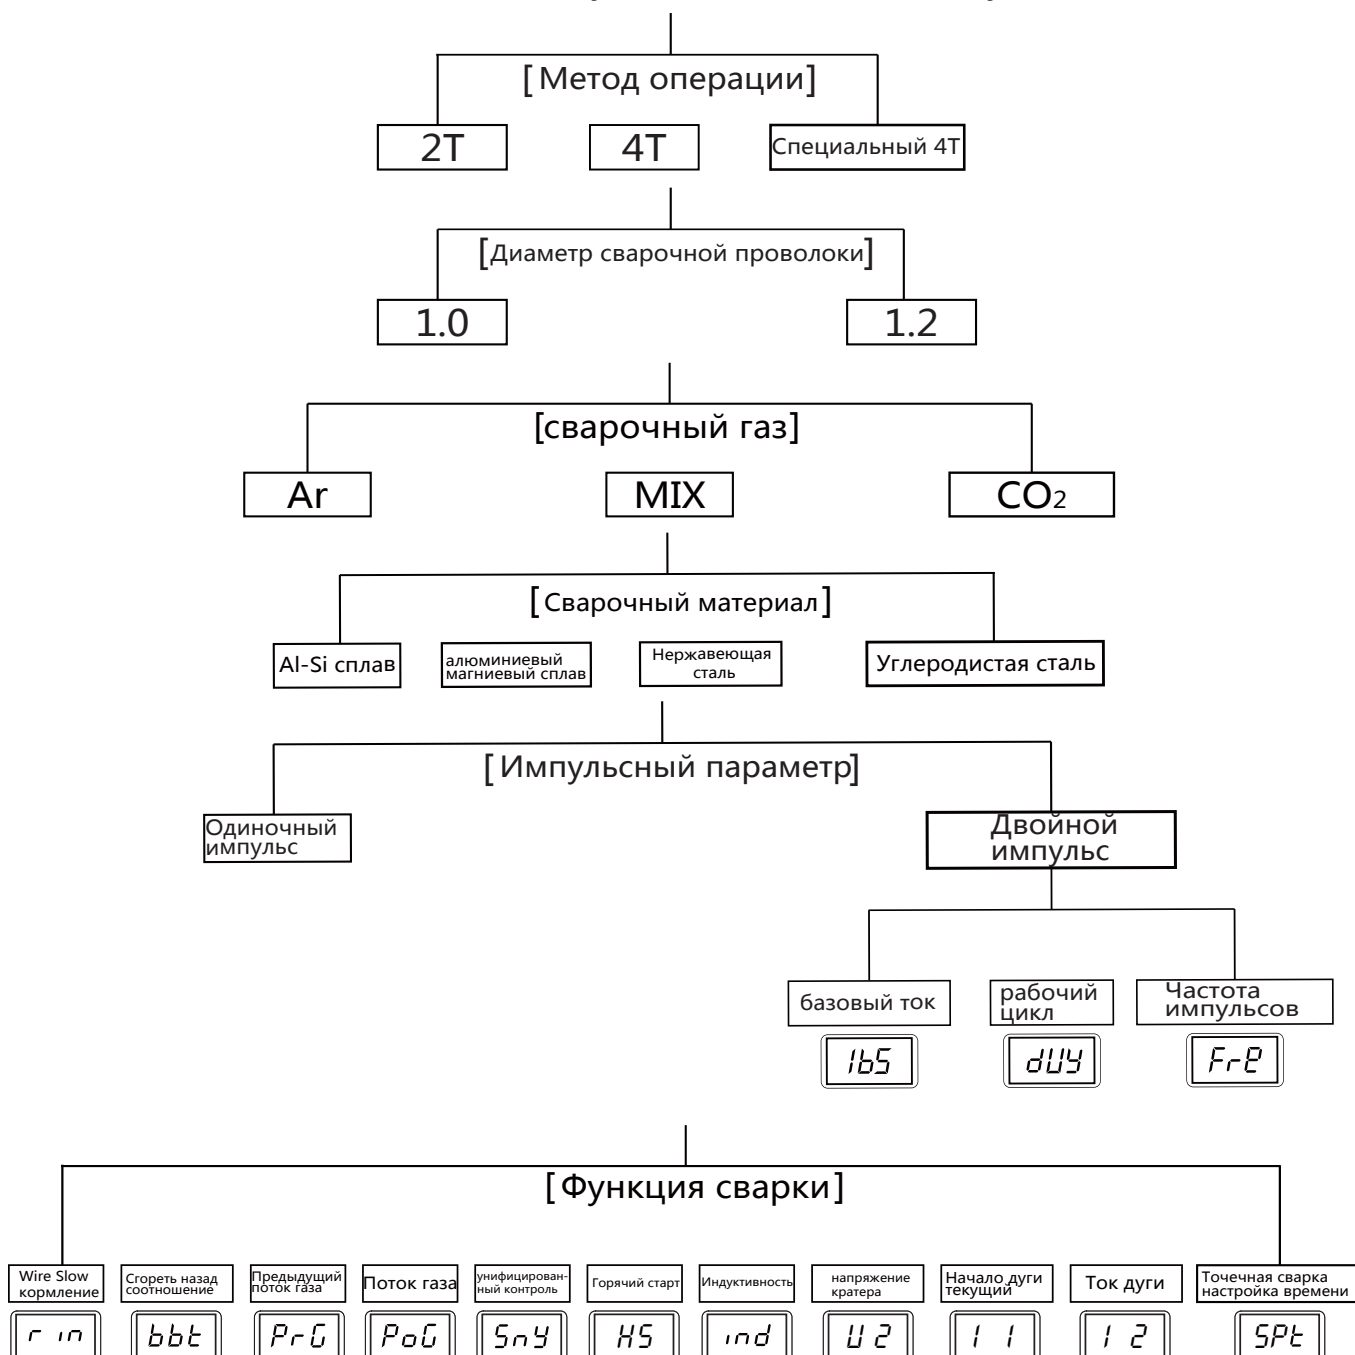 [Метод операции]
2T
4T
Специальный 4T
[Диаметр сварочной проволоки]
1.0
1.2
[сварочный газ]
Ar
MIX
CO2
[Сварочный материал]
Al-Si сплав
алюминиевый
магниевый сплав
Нержавеющая
сталь
Углеродистая сталь
[Импульсный параметр]
Одиночный
импульс
Двойной
импульс
базовый ток
рабочий
цикл
Частота
импульсов
IbS
dUY
FrE
[Функция сварки]
Wire Slow
кормление
Сгореть назад
соотношение
Предыдущий
поток газа
Поток газа
унифицирован-
ный контроль
Горячий старт
Индуктивность
напряжение
кратера
Начало дуги
текущий
Ток дуги
Точечная сварка
настройка времени
r in
bbt
PrG
PoG
SnY
HS
ind
U 2
I 1
I 2
SPt